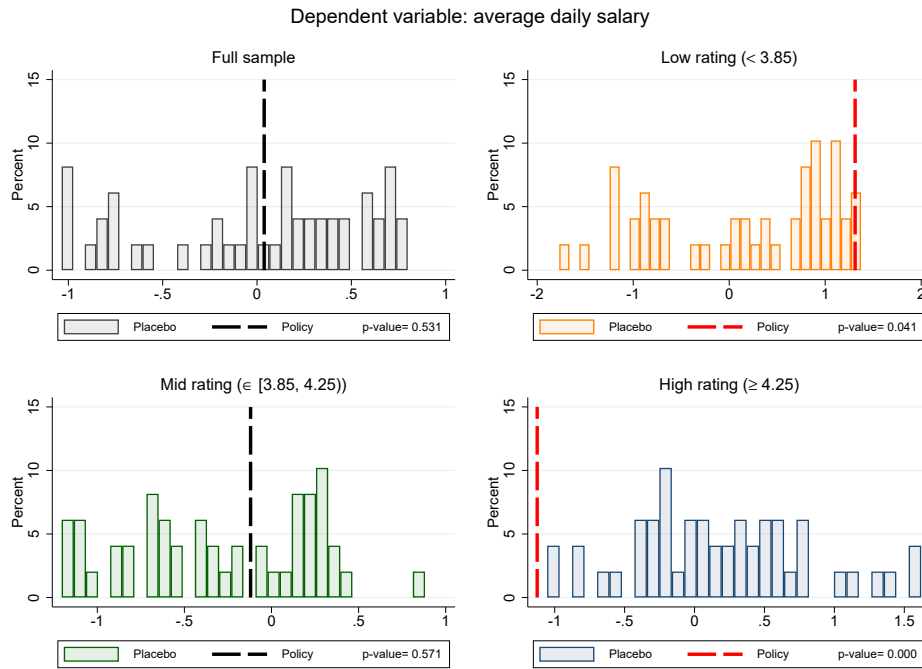 Dependent variable: average daily salary
Full sample
Percent
15
10
5
0
-1 -.5 0 .5 1
Placebo Policy p-value= 0.531
Low rating (< 3.85)
Percent
15
10
5
0
-2 -1 0 1 2
Placebo Policy p-value= 0.041
Mid rating (∈ [3.85, 4.25))
Percent
15
10
5
0
-1 -.5 0 .5 1
Placebo Policy p-value= 0.571
High rating (≥ 4.25)
Percent
15
10
5
0
-1 -.5 0 .5 1 1.5
Placebo Policy p-value= 0.000